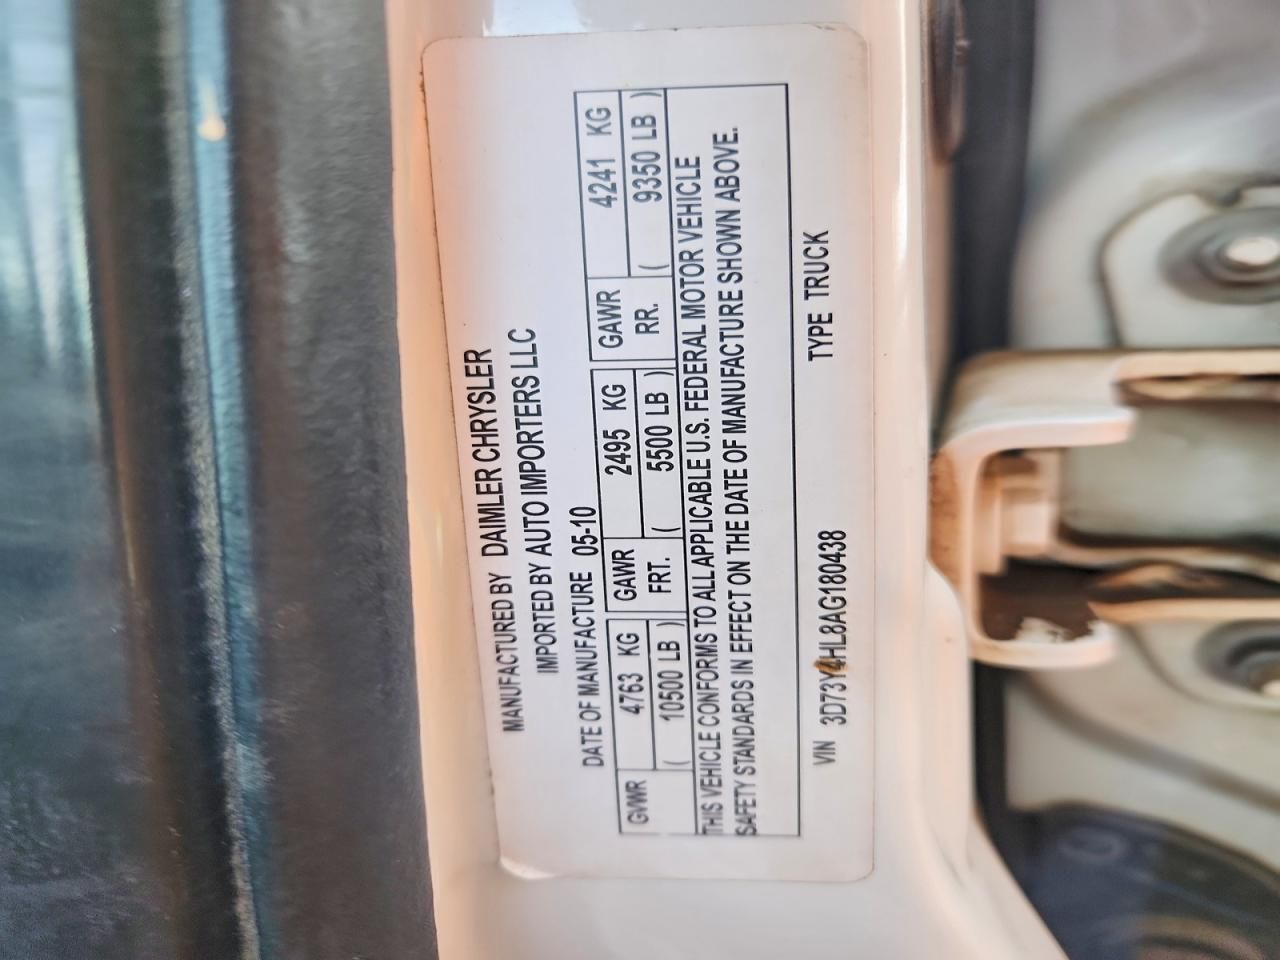 MANUFACTURED BY DAIMLER CHRYSLER
IMPORTED BY AUTO IMPORTERS LLC
DATE OF MANUFACTURE 05-10
GVWR 4763 KG GAWR 2495 KG GAWR 4241 KG
( 10500 LB ) FRT. ( 5500 LB ) RR. ( 9350 LB )
THIS VEHICLE CONFORMS TO ALL APPLICABLE U.S. FEDERAL MOTOR VEHICLE
SAFETY STANDARDS IN EFFECT ON THE DATE OF MANUFACTURE SHOWN ABOVE.
VIN 3D73Y4HL8AG180438 TYPE TRUCK